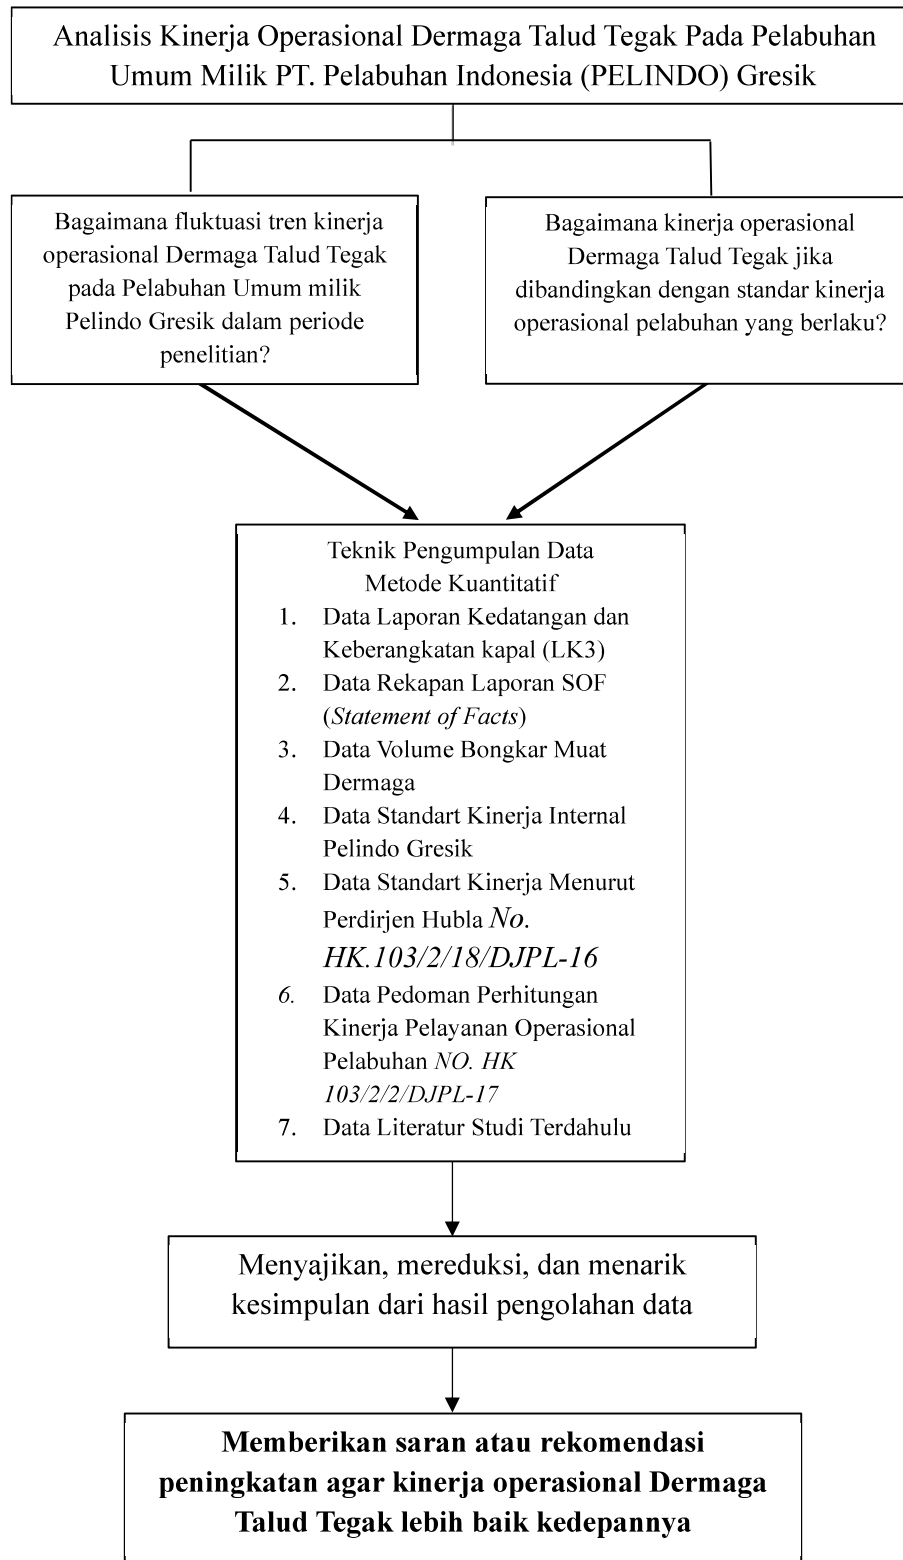 Analisis Kinerja Operasional Dermaga Talud Tegak Pada Pelabuhan
Umum Milik PT. Pelabuhan Indonesia (PELINDO) Gresik
Bagaimana fluktuasi tren kinerja
operasional Dermaga Talud Tegak
pada Pelabuhan Umum milik
Pelindo Gresik dalam periode
penelitian?
Bagaimana kinerja operasional
Dermaga Talud Tegak jika
dibandingkan dengan standar kinerja
operasional pelabuhan yang berlaku?
Teknik Pengumpulan Data
Metode Kuantitatif
1. Data Laporan Kedatangan dan
Keberangkatan kapal (LK3)
2. Data Rekapan Laporan SOF
(Statement of Facts)
3. Data Volume Bongkar Muat
Dermaga
4. Data Standart Kinerja Internal
Pelindo Gresik
5. Data Standart Kinerja Menurut
Perdirjen Hubla No.
HK.103/2/18/DJPL-16
6. Data Pedoman Perhitungan
Kinerja Pelayanan Operasional
Pelabuhan NO. HK
103/2/2/DJPL-17
7. Data Literatur Studi Terdahulu
Menyajikan, mereduksi, dan menarik
kesimpulan dari hasil pengolahan data
Memberikan saran atau rekomendasi
peningkatan agar kinerja operasional Dermaga
Talud Tegak lebih baik kedepannya